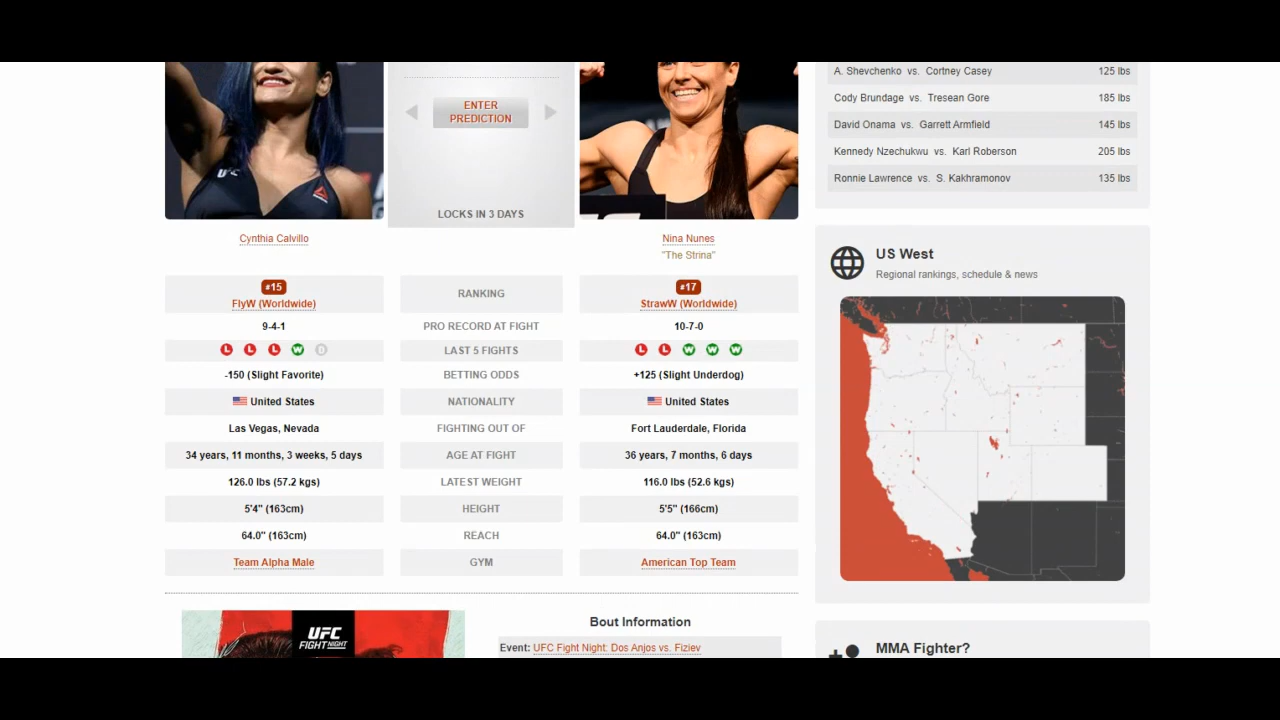 ENTER
PREDICTION
LOCKS IN 3 DAYS
Cynthia Calvillo
Nina Nunes
"The Strina"
#15
FlyW (Worldwide)
RANKING
#17
StrawW (Worldwide)
9-4-1
PRO RECORD AT FIGHT
10-7-0
L L L W D
LAST 5 FIGHTS
L L W W W
-150 (Slight Favorite)
BETTING ODDS
+125 (Slight Underdog)
United States
NATIONALITY
United States
Las Vegas, Nevada
FIGHTING OUT OF
Fort Lauderdale, Florida
34 years, 11 months, 3 weeks, 5 days
AGE AT FIGHT
36 years, 7 months, 6 days
126.0 lbs (57.2 kgs)
LATEST WEIGHT
116.0 lbs (52.6 kgs)
5'4" (163cm)
HEIGHT
5'5" (166cm)
64.0" (163cm)
REACH
64.0" (163cm)
Team Alpha Male
GYM
American Top Team
UFC
FIGHT NIGHT
Bout Information
Event: UFC Fight Night: Dos Anjos vs. Fiziev
A. Shevchenko vs. Cortney Casey 125 lbs
Cody Brundage vs. Tresean Gore 185 lbs
David Onama vs. Garrett Armfield 145 lbs
Kennedy Nzechukwu vs. Karl Roberson 205 lbs
Ronnie Lawrence vs. S. Kakhramonov 135 lbs
US West
Regional rankings, schedule & news
MMA Fighter?